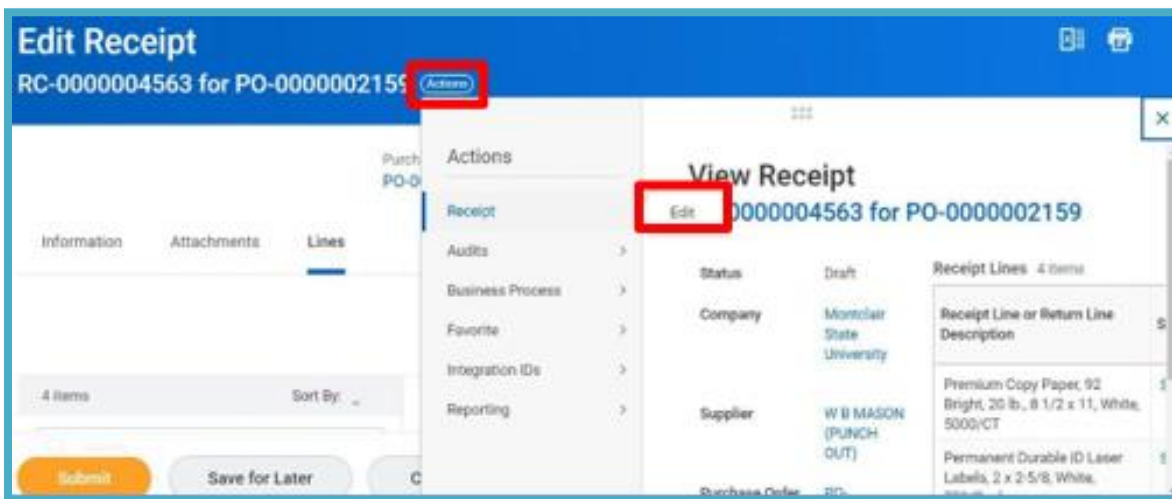 Edit Receipt
RC-0000004563 for PO-0000002159
Actions
Purch
PO-0
Information
Attachments
Lines
4 items
Sort By:
Submit
Save for Later
C
Actions
Receipt
Audits
Business Process
Favorite
Integration IDs
Reporting
Edit
View Receipt
0000004563 for PO-0000002159
Status
Draft
Company
Montclair
State
University
Supplier
W B MASON
(PUNCH
OUT)
Purchase Order
PO-
Receipt Lines 4 items
Receipt Line or Return Line
Description
S
Premium Copy Paper, 92
Bright, 20 lb., 8 1/2 x 11, White,
5000/CT
Permanent Durable ID Laser
Labels, 2 x 2-5/8, White,